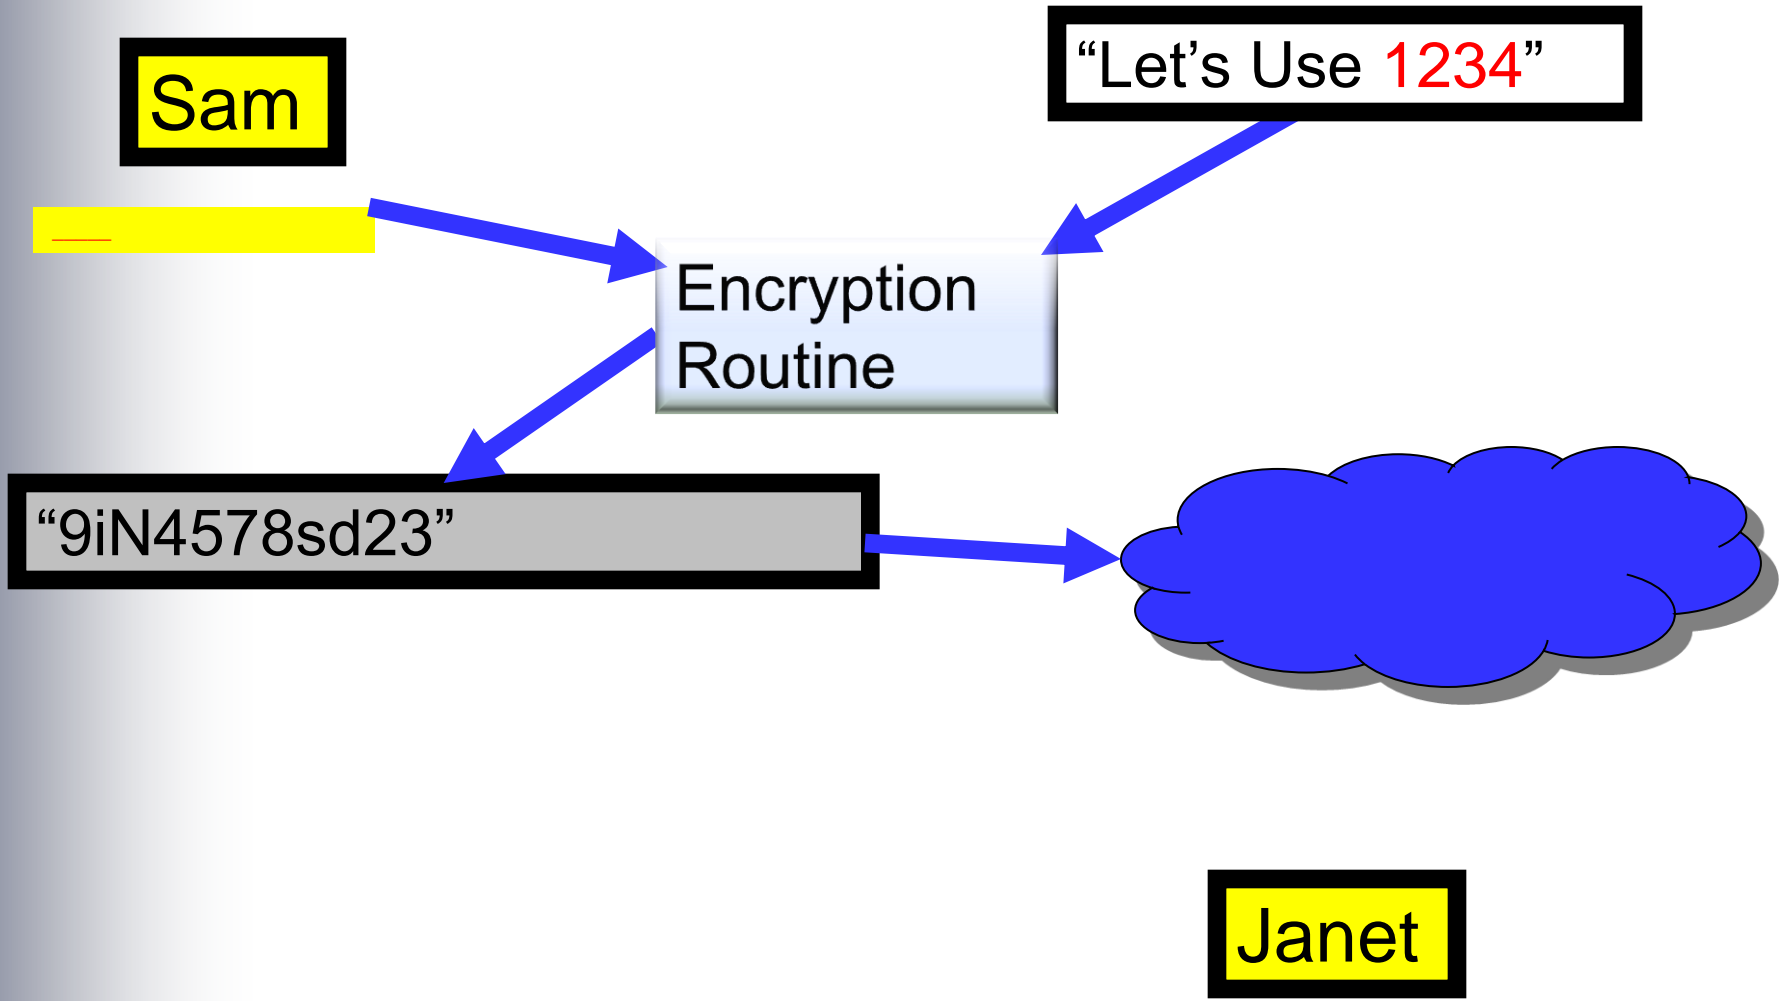 Sam
“Let’s Use 1234”
Encryption
Routine
“9iN4578sd23”
Janet